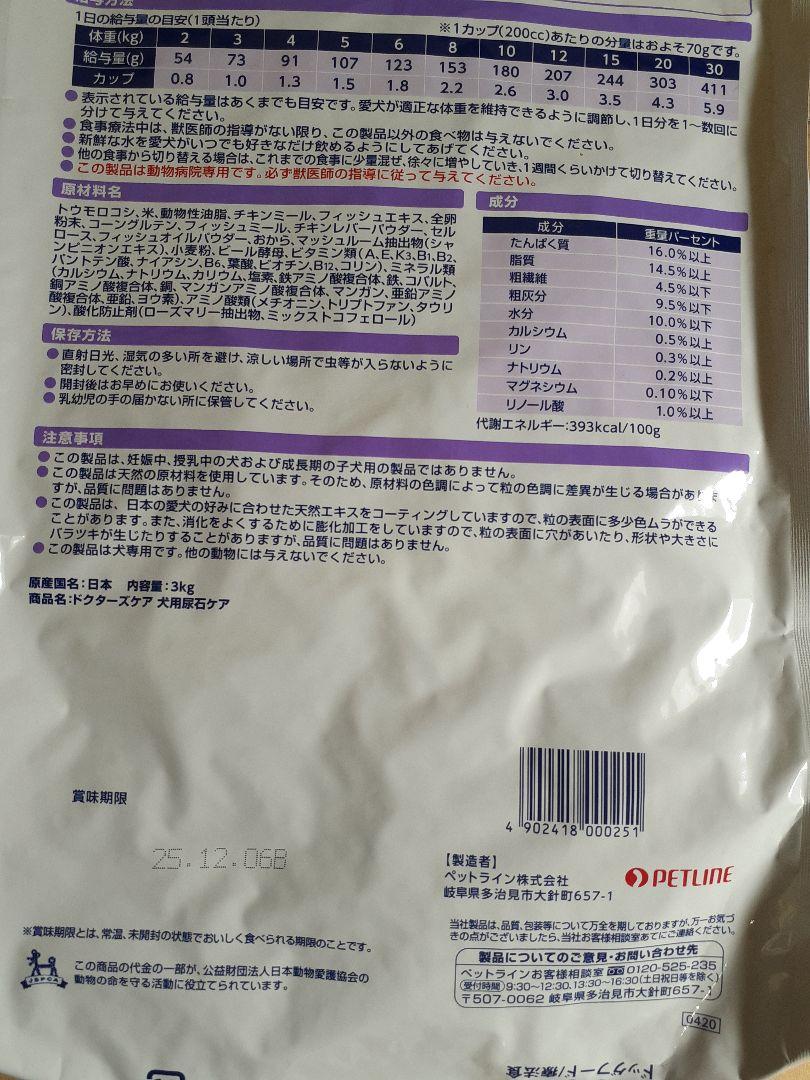 給与方法
1日の給与量の目安(1頭当たり)
※1カップ(200cc)あたりの分量はおよそ70gです。
体重(kg) 2 3 4 5 6 8 10 12 15 20 30
給与量(g) 54 73 91 107 123 153 180 207 244 303 411
カップ 0.8 1.0 1.3 1.5 1.8 2.2 2.6 3.0 3.5 4.3 5.9
●表示されている給与量はあくまでも目安です。愛犬が適正な体重を維持できるように調節し、1日分を1〜数回に
分けて与えてください。
●食事療法中は、獣医師の指導がない限り、この製品以外の食べ物は与えないでください。
●新鮮な水を愛犬がいつでも好きなだけ飲めるようにしてあげてください。
●他の食事から切り替える場合は、これまでの食事に少量混ぜ、徐々に増やしていき、1週間くらいかけて切り替えてください。
●この製品は動物病院専用です。必ず獣医師の指導に従って与えてください。
原材料名
トウモロコシ、米、動物性油脂、チキンミール、フィッシュエキス、全卵
粉末、コーングルテン、フィッシュミール、チキンレバーパウダー、セル
ロース、フィッシュオイルパウダー、おから、マッシュルーム抽出物(シャ
ンピニオンエキス)、小麦粉、ビール酵母、ビタミン類(A、E、K3、B1、B2、
パントテン酸、ナイアシン、B6、葉酸、ビオチン、B12、コリン)、ミネラル類
(カルシウム、ナトリウム、カリウム、塩素、鉄アミノ酸複合体、鉄、コバルト、
銅アミノ酸複合体、銅、マンガンアミノ酸複合体、マンガン、亜鉛アミノ
酸複合体、亜鉛、ヨウ素)、アミノ酸類(メチオニン、トリプトファン、タウリ
ン)、酸化防止剤(ローズマリー抽出物、ミックストコフェロール)
保存方法
●直射日光、湿気の多い所を避け、涼しい場所で虫等が入らないように
密封してください。
●開封後はお早めにお使いください。
●乳幼児の手の届かない所に保管してください。
成分
成分 重量パーセント
たんぱく質 16.0%以上
脂質 14.5%以上
粗繊維 4.5%以下
粗灰分 9.5%以下
水分 10.0%以下
カルシウム 0.5%以上
リン 0.3%以上
ナトリウム 0.2%以上
マグネシウム 0.10%以下
リノール酸 1.0%以上
代謝エネルギー:393kcal/100g
注意事項
●この製品は、妊娠中、授乳中の犬および成長期の子犬用の製品ではありません。
●この製品は天然の原材料を使用しています。そのため、原材料の色調によって粒の色調に差異が生じる場合がありま
すが、品質に問題はありません。
●この製品は、日本の愛犬の好みに合わせた天然エキスをコーティングしていますので、粒の表面に多少色ムラができる
ことがあります。また、消化をよくするために膨化加工をしていますので、粒の表面に穴があいたり、形状や大きさに
バラツキが生じたりすることがありますが、品質に問題はありません。
●この製品は犬専用です。他の動物には与えないでください。
原産国名:日本 内容量:3kg
商品名:ドクターズケア 犬用尿石ケア
賞味期限
25.12.06B
※賞味期限とは、常温、未開封の状態でおいしく食べられる期限のことです。
JSPCA
この商品の代金の一部が、公益財団法人日本動物愛護協会の
動物の命を守る活動に役立てられています。
4 902418 000251
【製造者】
ペットライン株式会社
岐阜県多治見市大針町657-1
PETLINE
当社製品は、品質、包装等について万全を期しておりますが、万一お気づ
きの点がございましたら、当社お客様相談室あてにご連絡ください。
製品についてのご意見・お問い合わせ先
ペットラインお客様相談室 0120-525-235
(受付時間)9:30〜12:30、13:30〜16:30(土日祝日等を除く)
〒507-0062 岐阜県多治見市大針町657-1
0420
ドッグフード/療法食